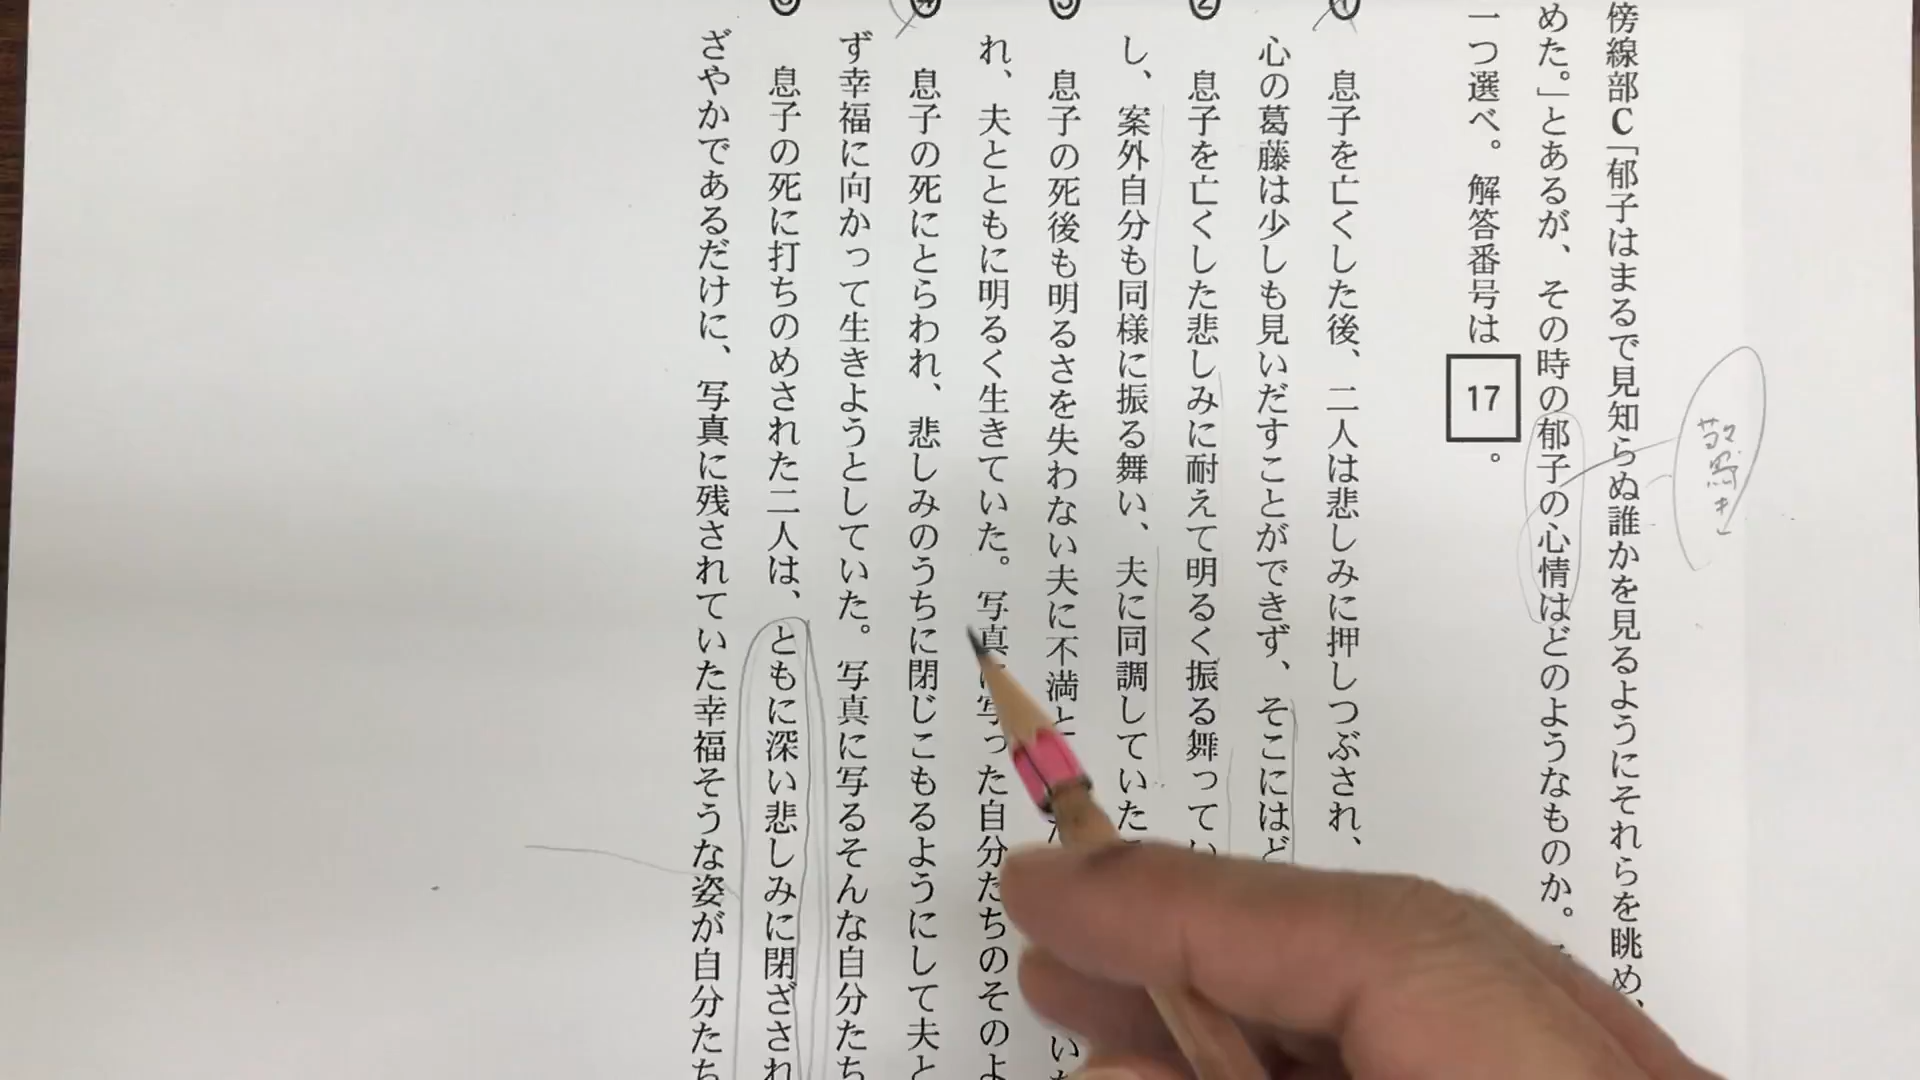 傍線部C「郁子はまるで見知らぬ誰かを見るようにそれらを眺め、
めた。」とあるが、その時の郁子の心情はどのようなものか。
一つ選べ。解答番号は 17 。
驚き
① 息子を亡くした後、二人は悲しみに押しつぶされ、
心の葛藤は少しも見いだすことができず、そこにはど
② 息子を亡くした悲しみに耐えて明るく振る舞ってい
し、案外自分も同様に振る舞い、夫に同調していたこ
③ 息子の死後も明るさを失わない夫に不満と
れ、夫とともに明るく生きていた。写真に写った自分たちのそのよ
④ 息子の死にとらわれ、悲しみのうちに閉じこもるようにして夫と
ず幸福に向かって生きようとしていた。写真に写るそんな自分たち
⑤ 息子の死に打ちのめされた二人は、ともに深い悲しみに閉ざされ
ざやかであるだけに、写真に残されていた幸福そうな姿が自分たち